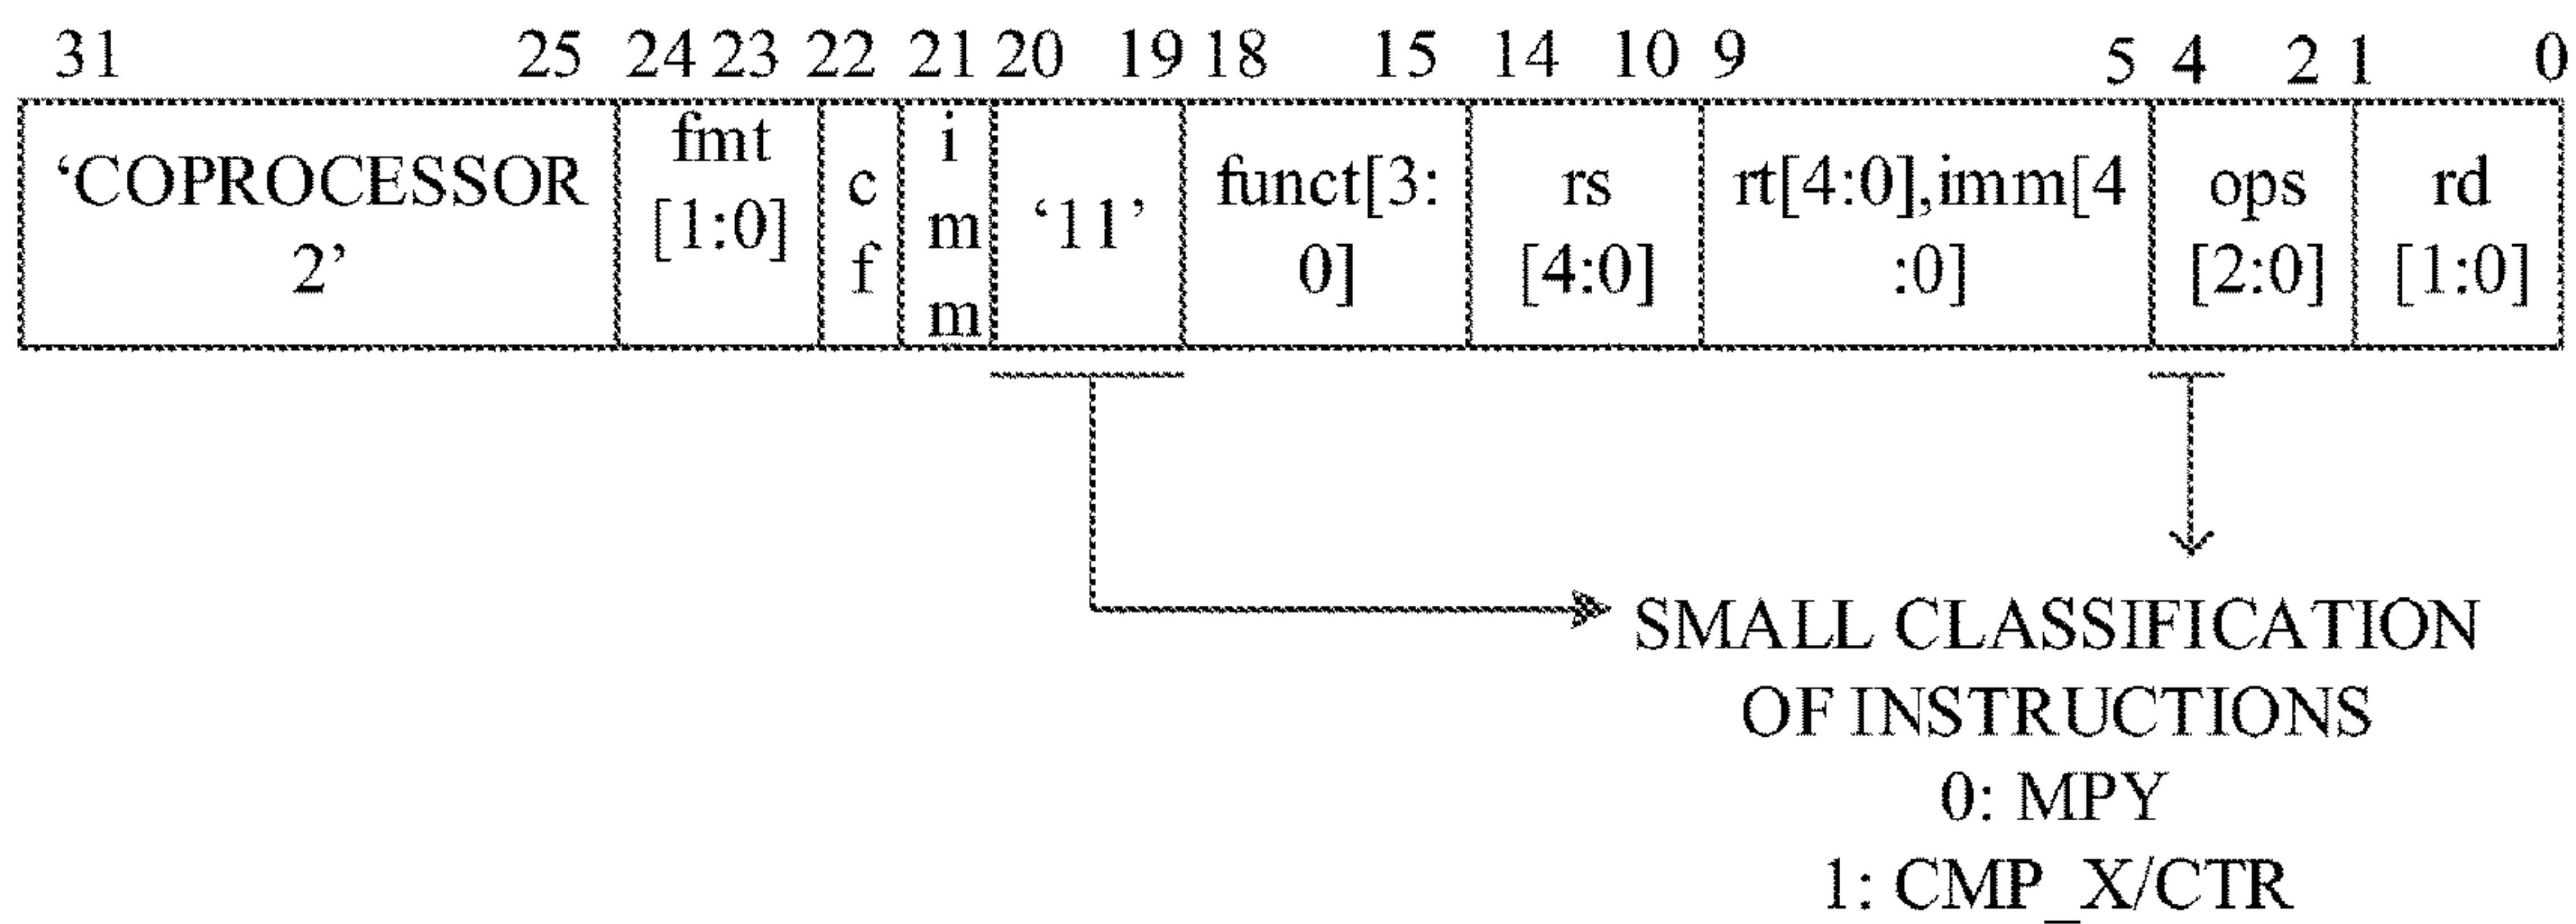 31 25 24 23 22 21 20 19 18 15 14 10 9 5 4 2 1 0
‘COPROCESSOR
2’
fmt
[1:0]
c
f
i
m
m
‘11’
funct[3:
0]
rs
[4:0]
rt[4:0],imm[4
:0]
ops
[2:0]
rd
[1:0]
SMALL CLASSIFICATION
OF INSTRUCTIONS
0: MPY
1: CMP_X/CTR